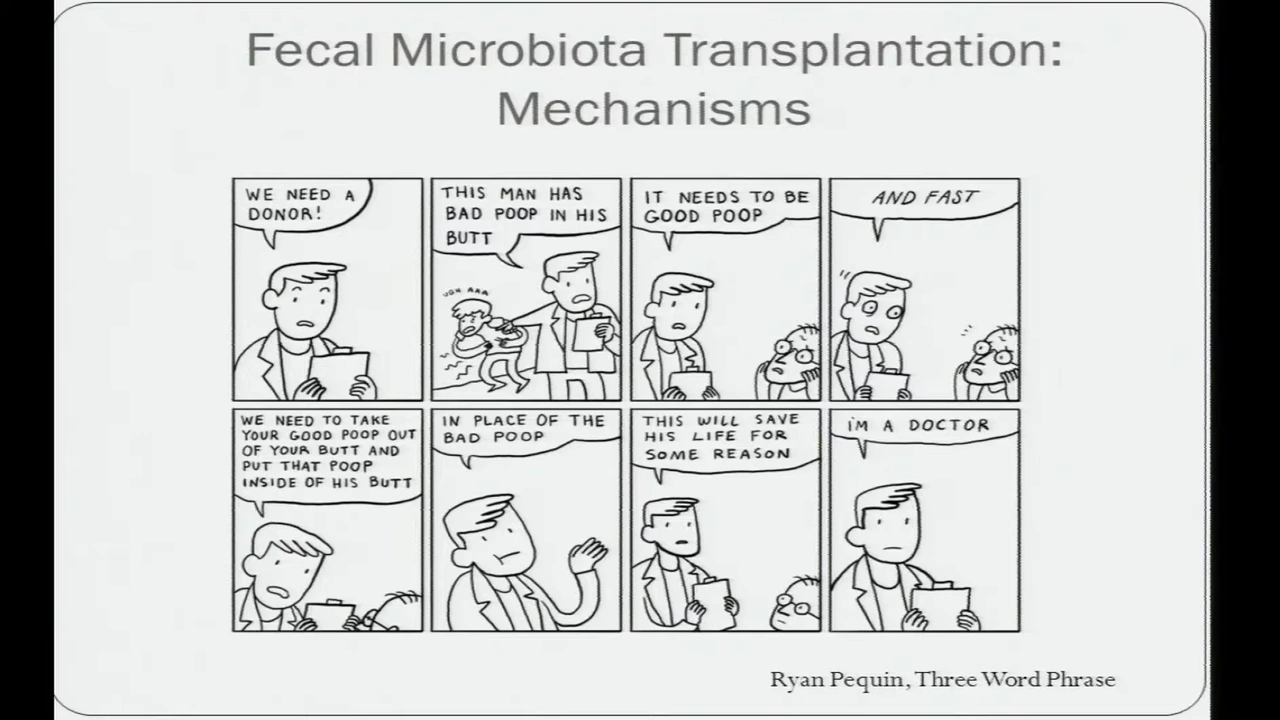 Fecal Microbiota Transplantation:
Mechanisms
WE NEED A
DONOR!
THIS MAN HAS
BAD POOP IN HIS
BUTT
UGH AAA
IT NEEDS TO BE
GOOD POOP
AND FAST
WE NEED TO TAKE
YOUR GOOD POOP OUT
OF YOUR BUTT AND
PUT THAT POOP
INSIDE OF HIS BUTT
IN PLACE OF THE
BAD POOP
THIS WILL SAVE
HIS LIFE FOR
SOME REASON
I'M A DOCTOR
Ryan Pequin, Three Word Phrase